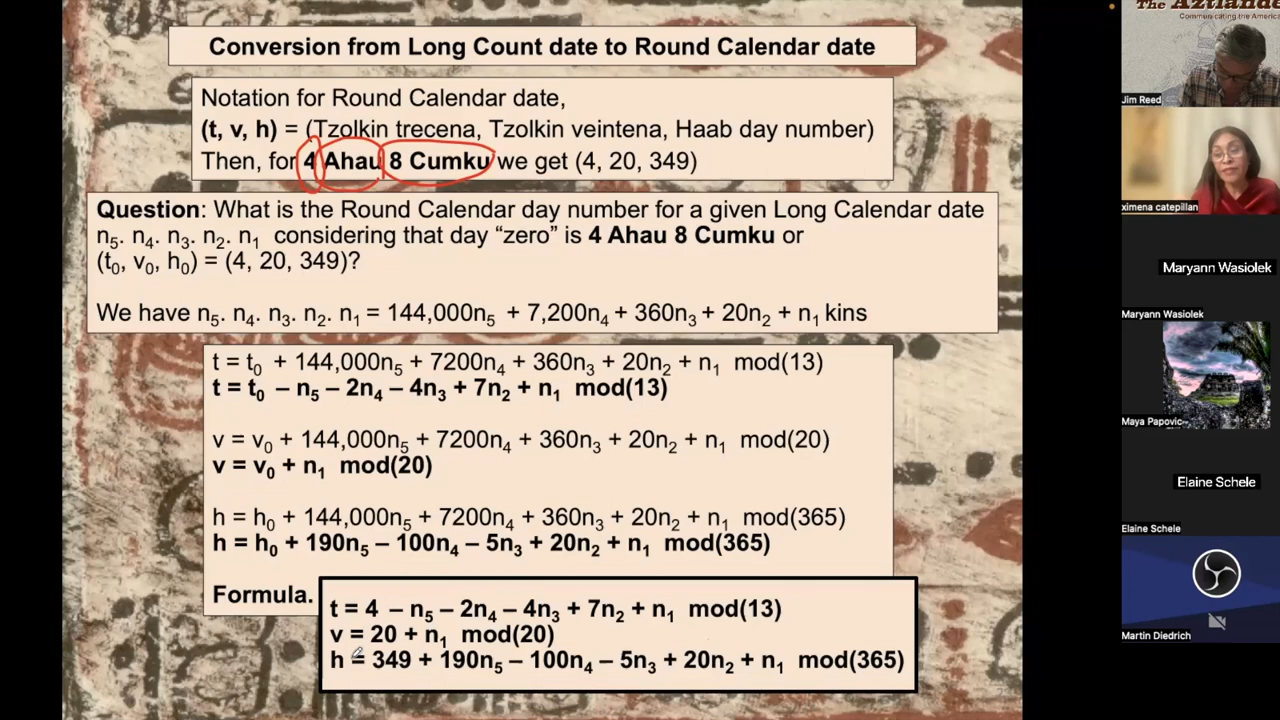 Conversion from Long Count date to Round Calendar date
Notation for Round Calendar date,
(t, v, h) = (Tzolkin trecena, Tzolkin veintena, Haab day number)
Then, for 4 Ahau 8 Cumku we get (4, 20, 349)
Question: What is the Round Calendar day number for a given Long Calendar date
n₅. n₄. n₃. n₂. n₁ considering that day “zero” is 4 Ahau 8 Cumku or
(t₀, v₀, h₀) = (4, 20, 349)?
We have n₅. n₄. n₃. n₂. n₁ = 144,000n₅ + 7,200n₄ + 360n₃ + 20n₂ + n₁ kins
t = t₀ + 144,000n₅ + 7200n₄ + 360n₃ + 20n₂ + n₁ mod(13)
t = t₀ – n₅ – 2n₄ – 4n₃ + 7n₂ + n₁ mod(13)
v = v₀ + 144,000n₅ + 7200n₄ + 360n₃ + 20n₂ + n₁ mod(20)
v = v₀ + n₁ mod(20)
h = h₀ + 144,000n₅ + 7200n₄ + 360n₃ + 20n₂ + n₁ mod(365)
h = h₀ + 190n₅ – 100n₄ – 5n₃ + 20n₂ + n₁ mod(365)
Formula.
t = 4 – n₅ – 2n₄ – 4n₃ + 7n₂ + n₁ mod(13)
v = 20 + n₁ mod(20)
h = 349 + 190n₅ – 100n₄ – 5n₃ + 20n₂ + n₁ mod(365)
The Aztlander
Communicating the America
Jim Reed
ximena catepillan
Maryann Wasiolek
Maryann Wasiolek
Maya Papovic
Elaine Schele
Elaine Schele
Martin Diedrich